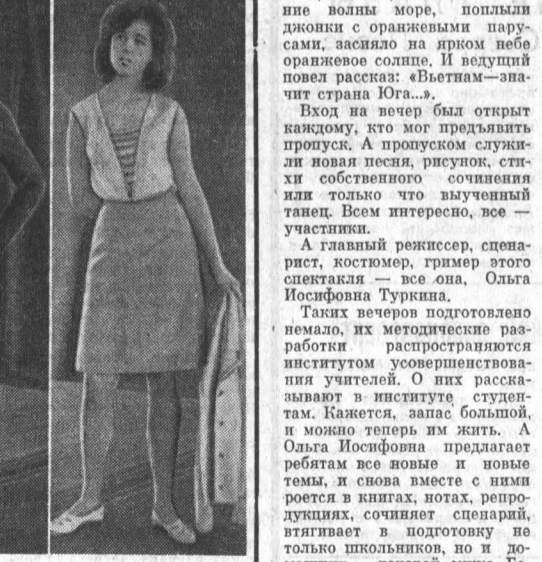 ние волны море, поплыли
джонки с оранжевыми пару-
сами, засияло на ярком небе
оранжевое солнце. И ведущий
повел рассказ: «Вьетнам—зна-
чит страна Юга...».
Вход на вечер был открыт
каждому, кто мог предъявить
пропуск. А пропуском служи-
ли новая песня, рисунок, сти-
хи собственного сочинения
или только что выученный
танец. Всем интересно, все —
участники.
А главный режиссер, сцена-
рист, костюмер, гример этого
спектакля — все она, Ольга
Иосифовна Туркина.
Таких вечеров подготовлено
немало, их методические раз-
работки распространяются
институтом усовершенствова-
ния учителей. О них расска-
зывают в институте студен-
там. Кажется, запас большой,
и можно теперь им жить. А
Ольга Иосифовна предлагает
ребятам все новые и новые
темы, и снова вместе с ними
роется в книгах, нотах, репро-
дукциях, сочиняет сценарий,
втягивает в подготовку не
только школьников, но и до-